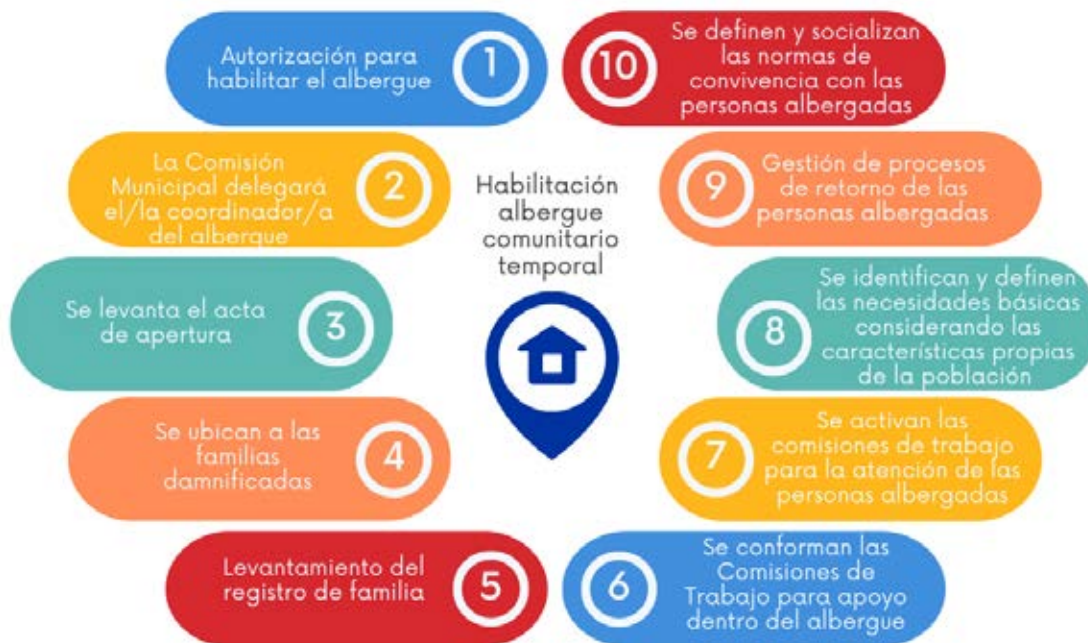 Habilitación
albergue
comunitario
temporal
1
Autorización para
habilitar el albergue
2
La Comisión
Municipal delegará
el/la coordinador/a
del albergue
3
Se levanta el acta
de apertura
4
Se ubican a las
familias
damnificadas
5
Levantamiento del
registro de familia
6
Se conforman las
Comisiones de
Trabajo para apoyo
dentro del albergue
7
Se activan las
comisiones de trabajo
para la atención de las
personas albergadas
8
Se identifican y definen
las necesidades básicas
considerando las
características propias
de la población
9
Gestión de procesos
de retorno de las
personas albergadas
10
Se definen y socializan
las normas de
convivencia con las
personas albergadas